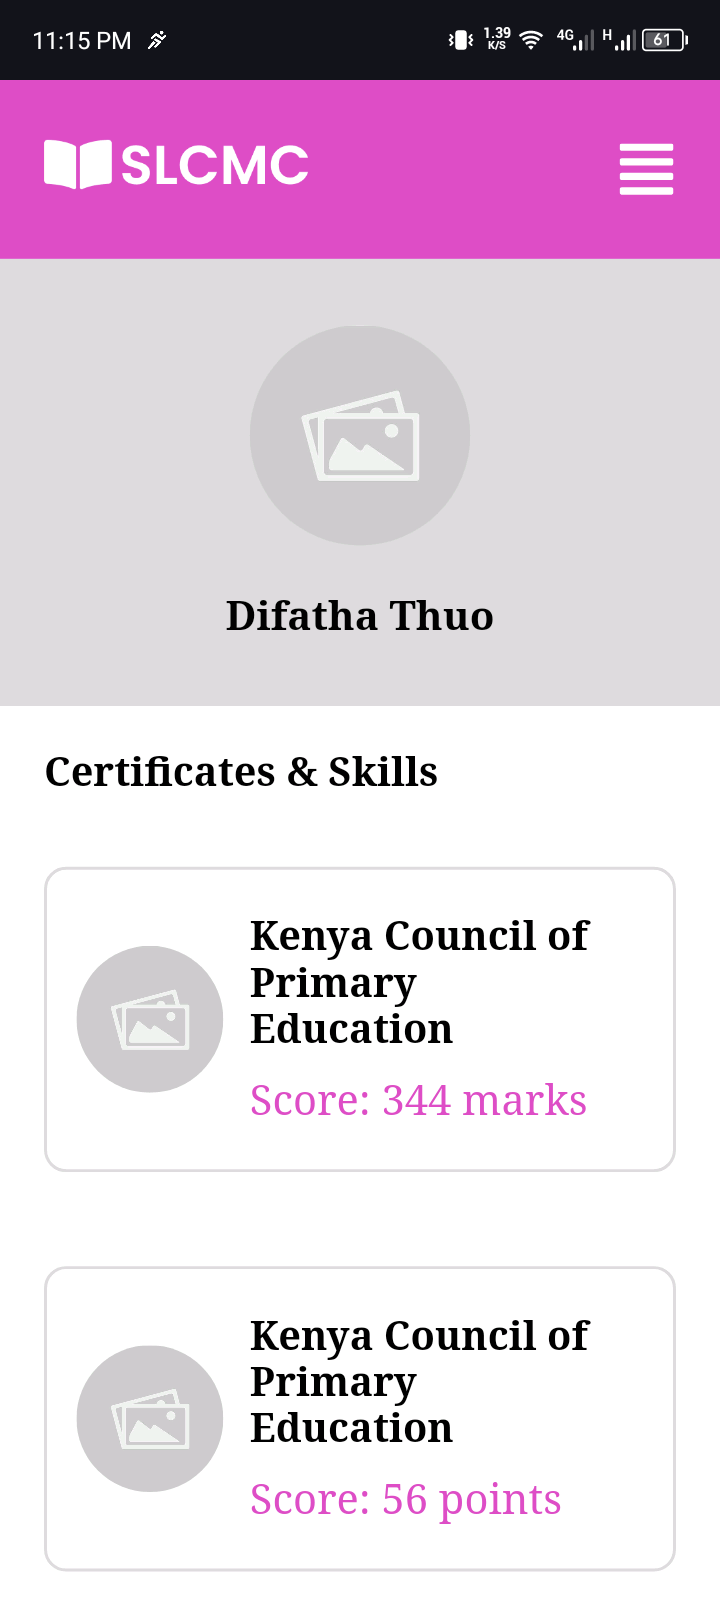 11:15 PM
1.39
K/S
4G
H
61
SLCMC
Difatha Thuo
Certificates & Skills
Kenya Council of
Primary
Education
Score: 344 marks
Kenya Council of
Primary
Education
Score: 56 points